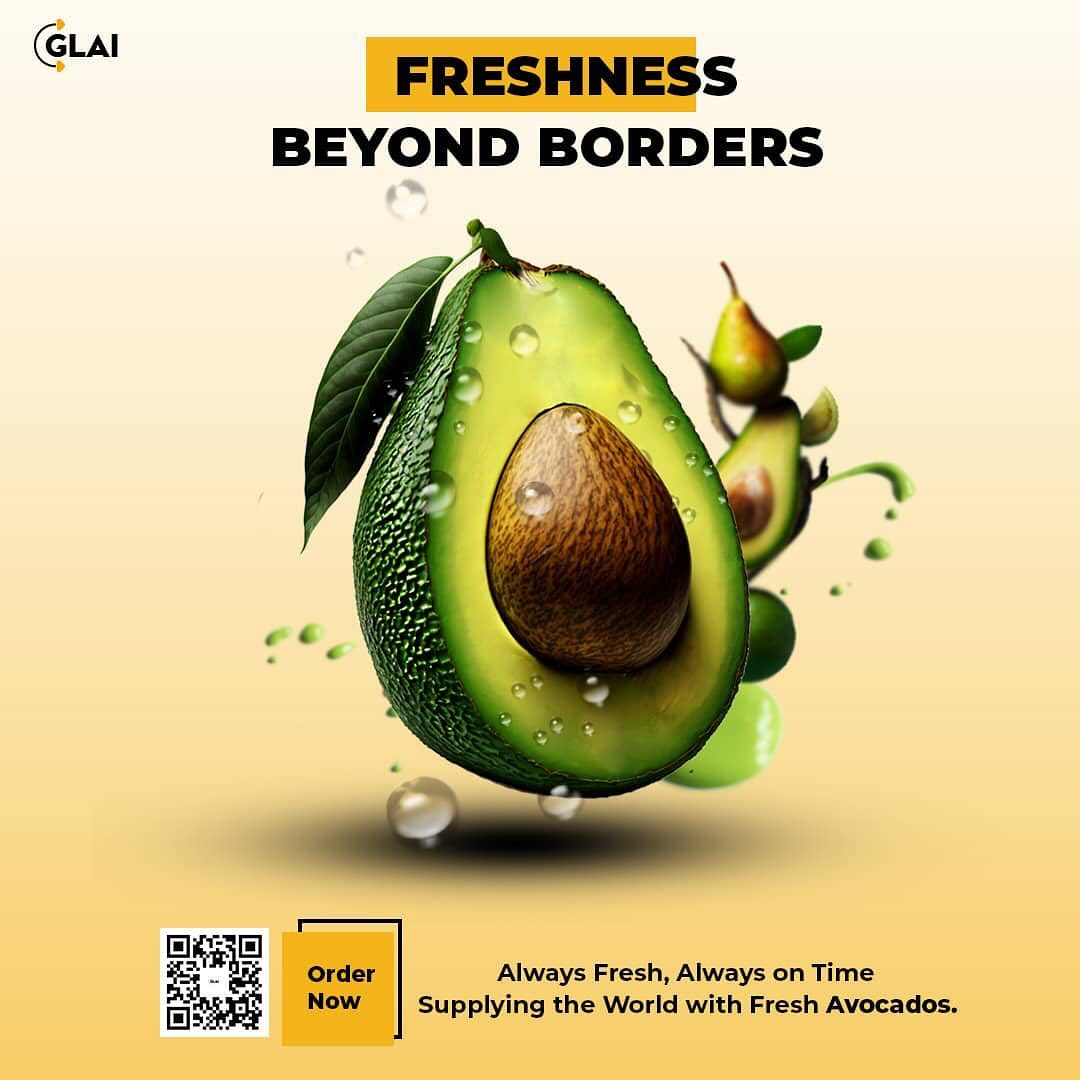 GLAI
FRESHNESS
BEYOND BORDERS
Order
Now
Always Fresh, Always on Time
Supplying the World with Fresh Avocados.